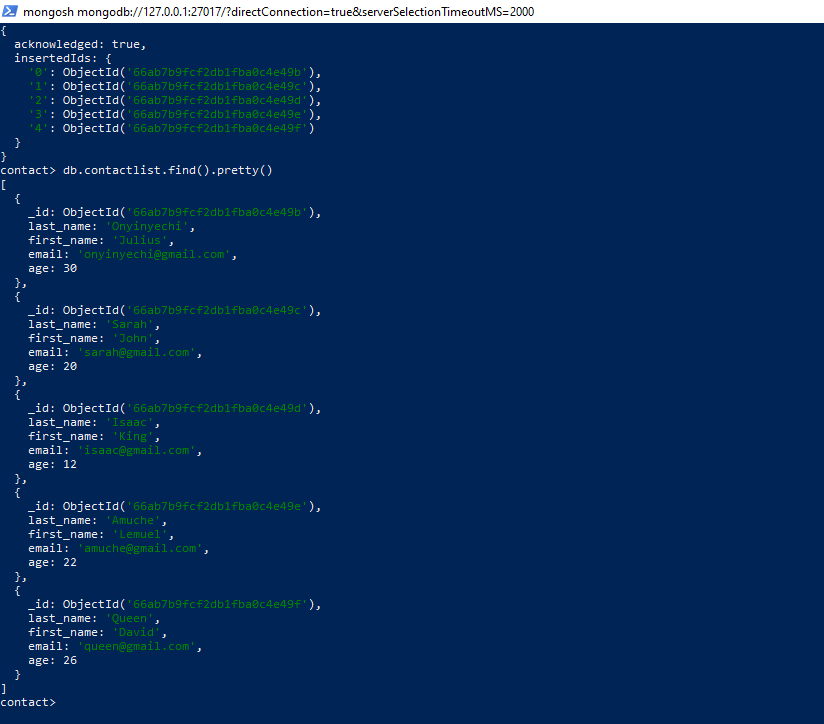 mongosh mongodb://127.0.0.1:27017/?directConnection=true&serverSelectionTimeoutMS=2000
{
  acknowledged: true,
  insertedIds: {
    '0': ObjectId('66ab7b9fcf2db1fba0c4e49b'),
    '1': ObjectId('66ab7b9fcf2db1fba0c4e49c'),
    '2': ObjectId('66ab7b9fcf2db1fba0c4e49d'),
    '3': ObjectId('66ab7b9fcf2db1fba0c4e49e'),
    '4': ObjectId('66ab7b9fcf2db1fba0c4e49f')
  }
}
contact> db.contactlist.find().pretty()
[
  {
    _id: ObjectId('66ab7b9fcf2db1fba0c4e49b'),
    last_name: 'Onyinyechi',
    first_name: 'Julius',
    email: 'onyinyechi@gmail.com',
    age: 30
  },
  {
    _id: ObjectId('66ab7b9fcf2db1fba0c4e49c'),
    last_name: 'Sarah',
    first_name: 'John',
    email: 'sarah@gmail.com',
    age: 20
  },
  {
    _id: ObjectId('66ab7b9fcf2db1fba0c4e49d'),
    last_name: 'Isaac',
    first_name: 'King',
    email: 'isaac@gmail.com',
    age: 12
  },
  {
    _id: ObjectId('66ab7b9fcf2db1fba0c4e49e'),
    last_name: 'Amuche',
    first_name: 'Lemuel',
    email: 'amuche@gmail.com',
    age: 22
  },
  {
    _id: ObjectId('66ab7b9fcf2db1fba0c4e49f'),
    last_name: 'Queen',
    first_name: 'David',
    email: 'queen@gmail.com',
    age: 26
  }
]
contact>